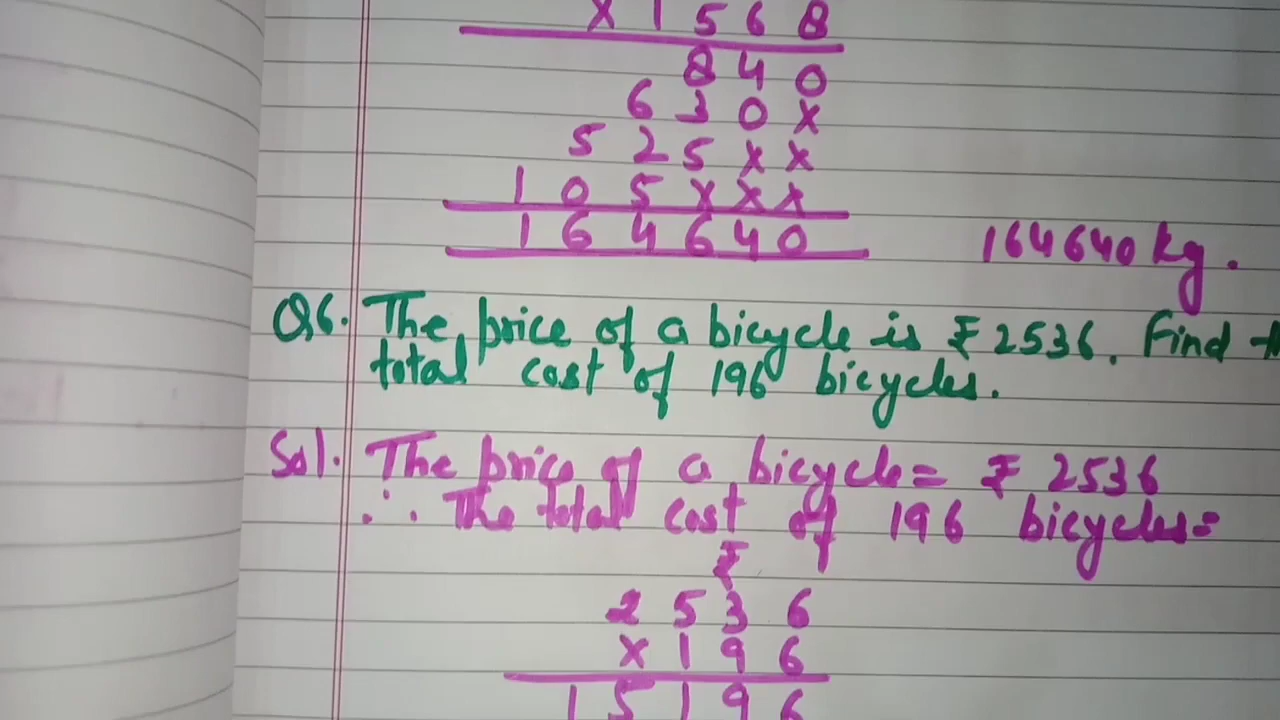 x 1 5 6 8
8 4 0
6 3 0 x
5 2 5 x x
1 0 5 x x x
1 6 4 6 4 0
164640 kg.
Q6. The price of a bicycle is ₹ 2536. Find
total cost of 196 bicycles.
Sol. The price of a bicycle = ₹ 2536
∴ The total cost of 196 bicycles =
₹
2 5 3 6
x 1 9 6
1 5 1 9 6